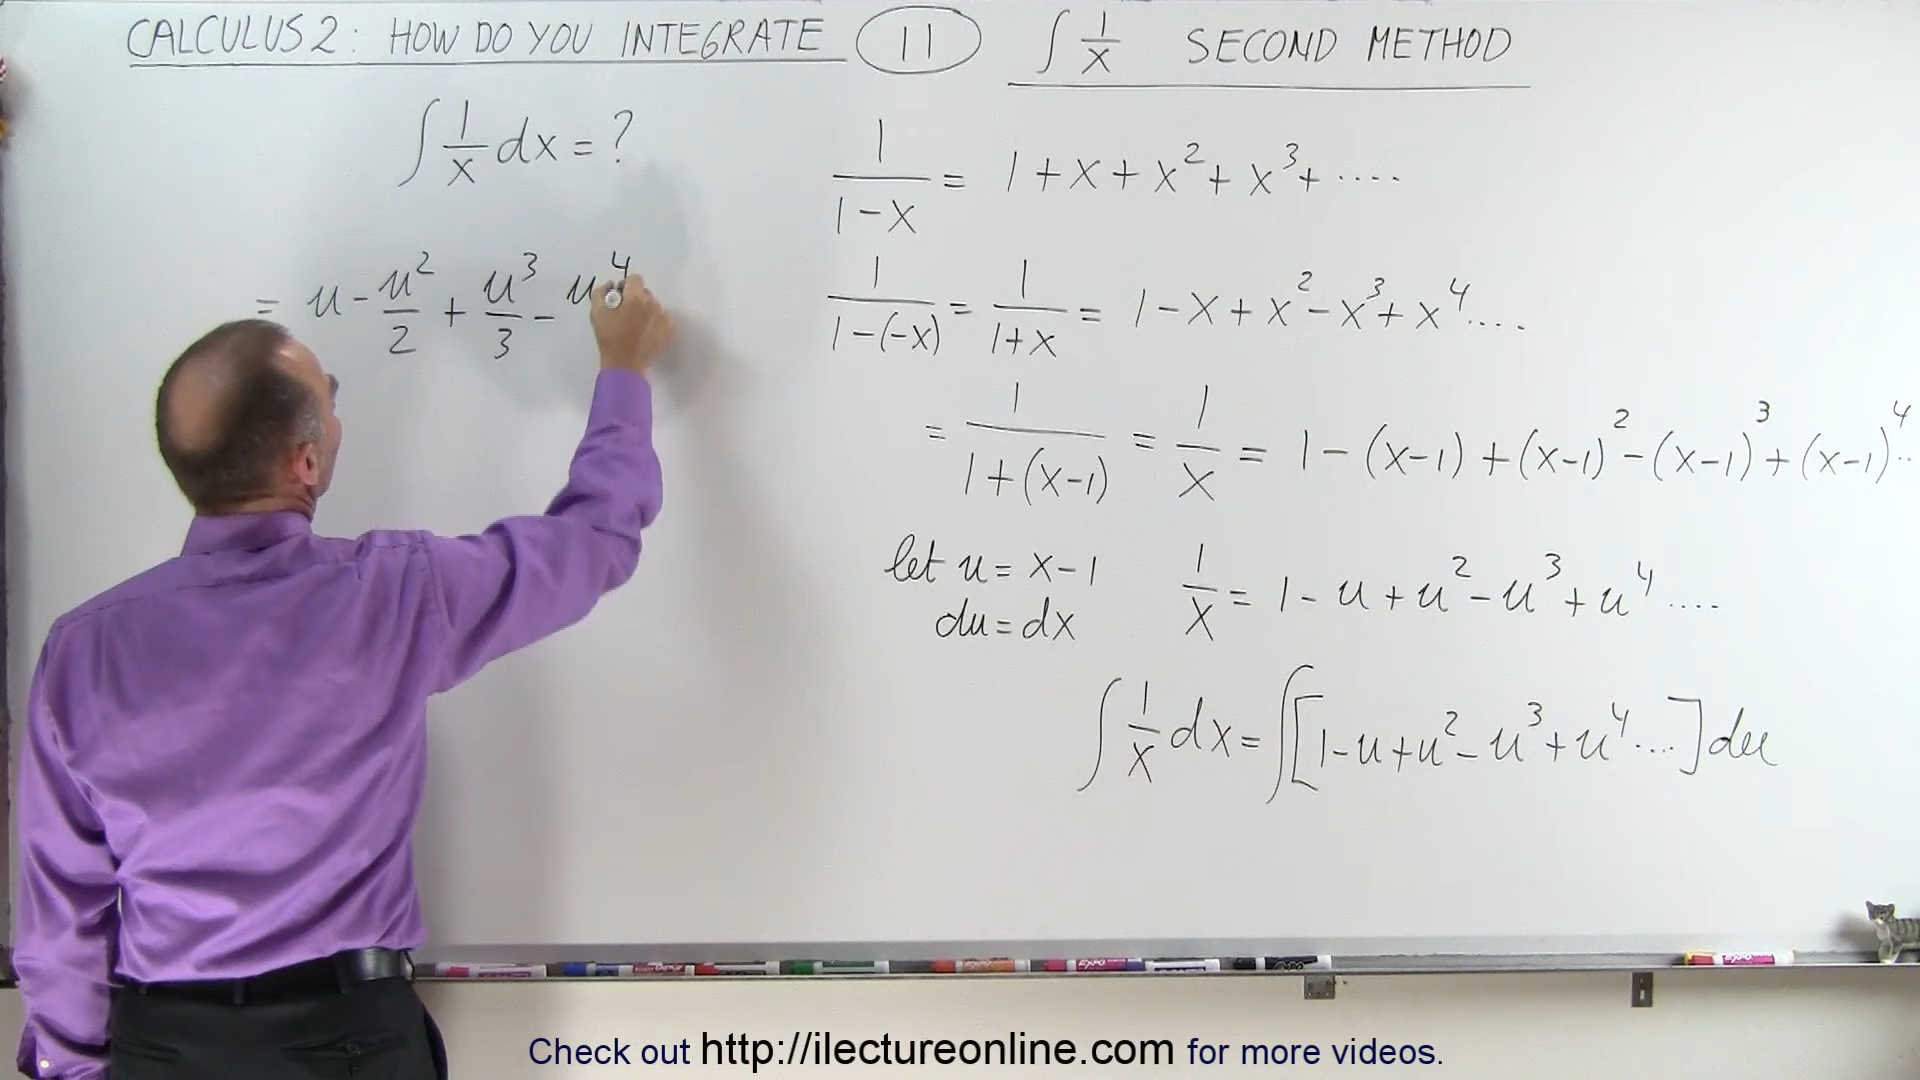 CALCULUS 2: HOW DO YOU INTEGRATE 11 ∫ 1/x SECOND METHOD
∫ 1/x dx = ?
= u - u²/2 + u³/3 - u⁴
1/(1-x) = 1 + x + x² + x³ + ....
1/(1-(-x)) = 1/(1+x) = 1 - x + x² - x³ + x⁴ ....
= 1/(1+(x-1)) = 1/x = 1 - (x-1) + (x-1)² - (x-1)³ + (x-1)⁴ ..
let u = x-1 1/x = 1 - u + u² - u³ + u⁴ ....
du = dx
∫ 1/x dx = ∫ [1 - u + u² - u³ + u⁴ ....] du
EXPO EXPO
Check out http://ilectureonline.com for more videos.